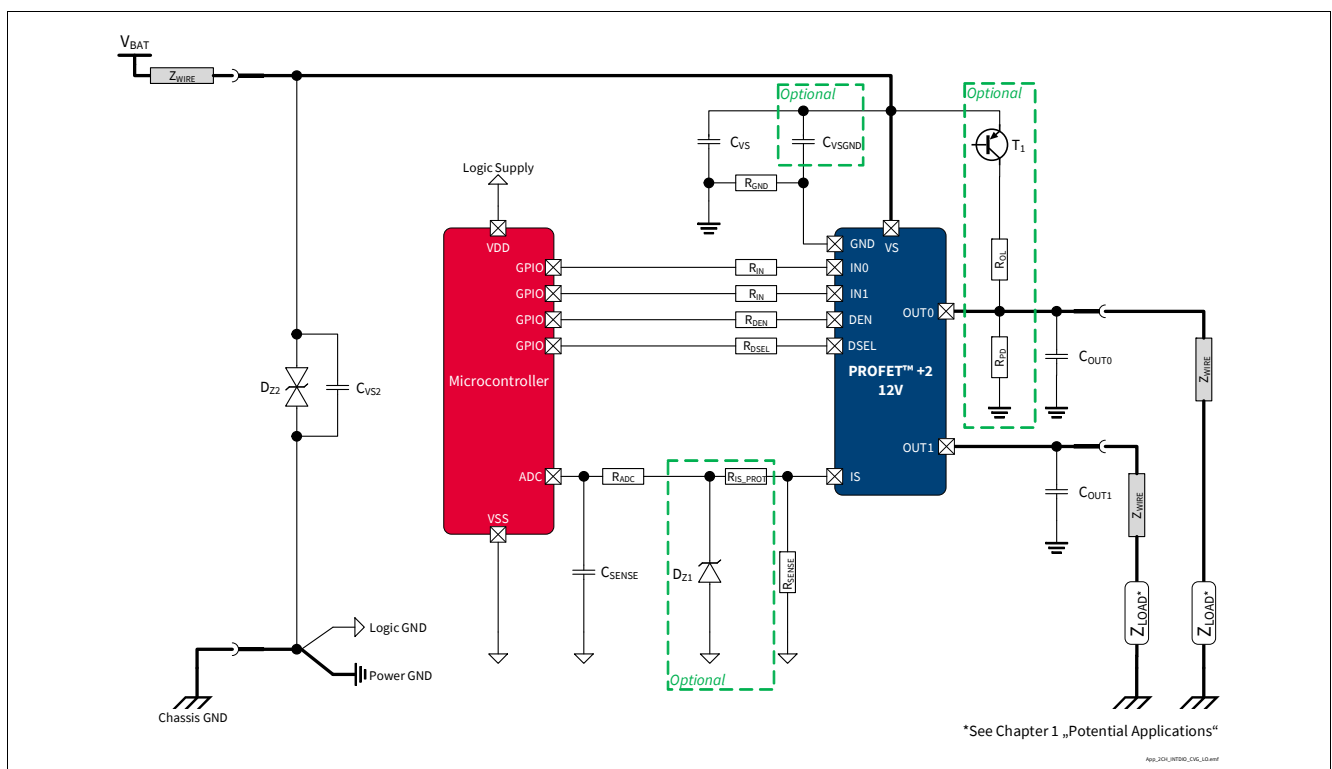 VBAT
ZWIRE
Optional
Optional
CVS
CVSGND
T1
Logic Supply
RGND
VDD
GND
VS
GPIO
RIN
IN0
ROL
GPIO
RIN
IN1
GPIO
RDEN
DEN
OUT0
GPIO
RDSEL
DSEL
RPD
COUT0
ZWIRE
DZ2
CVS2
Microcontroller
PROFET™ +2
12V
OUT1
ADC
RADC
RIS_PROT
IS
COUT1
ZWIRE
VSS
CSENSE
DZ1
RSENSE
ZLOAD*
ZLOAD*
Logic GND
Power GND
Optional
Chassis GND
*See Chapter 1 „Potential Applications“
App_2CH_INTDIO_CVG_LO.emf